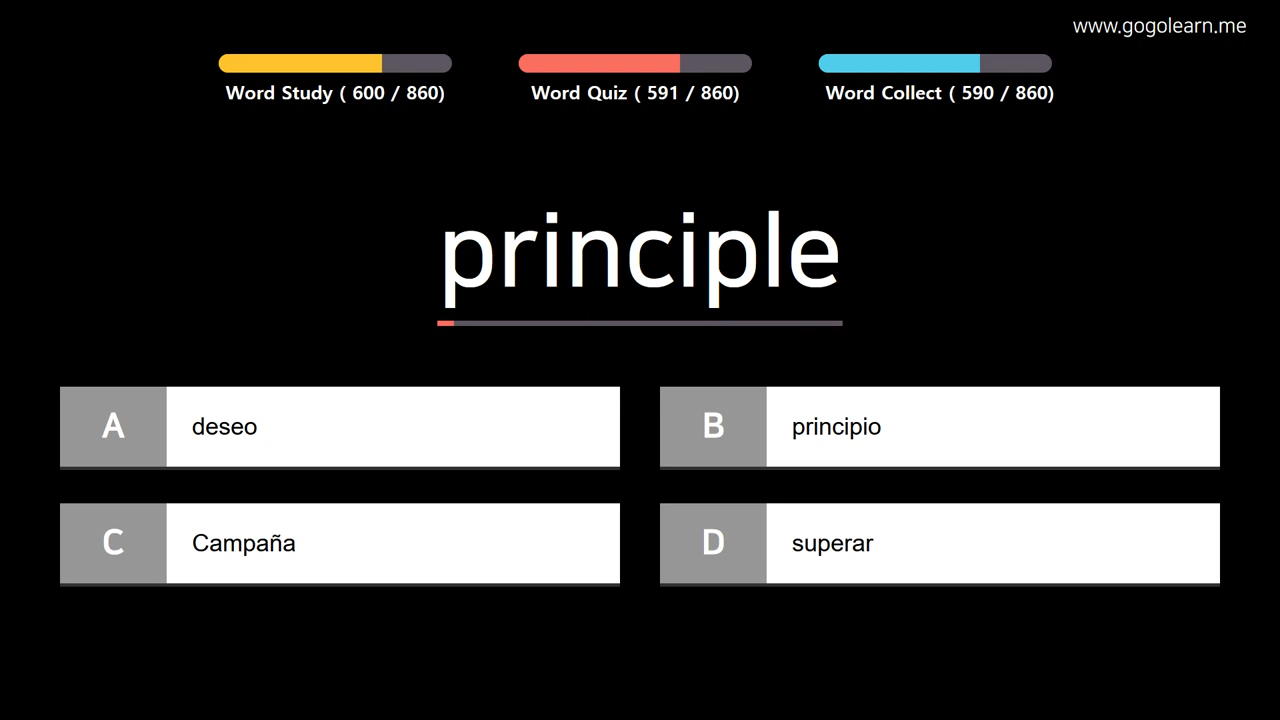 www.gogolearn.me
Word Study ( 600 / 860)
Word Quiz ( 591 / 860)
Word Collect ( 590 / 860)
principle
A
deseo
B
principio
C
Campaña
D
superar